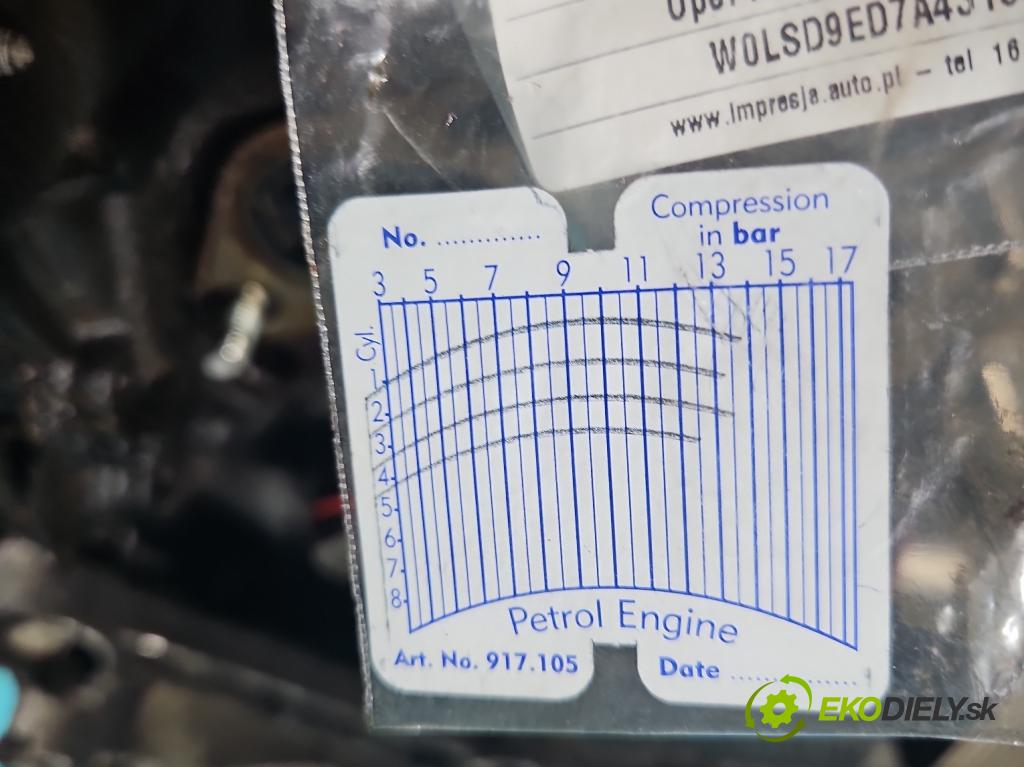 W0LSD9ED7A4
www.Impresja.auto.pl - tel 16
Compression
in bar
No. ..............
3 5 7 9 11 13 15 17
Cyl.
1
2
3
4
5
6
7
8
Petrol Engine
Art. No. 917.105
Date ..............
EKODIELY.sk